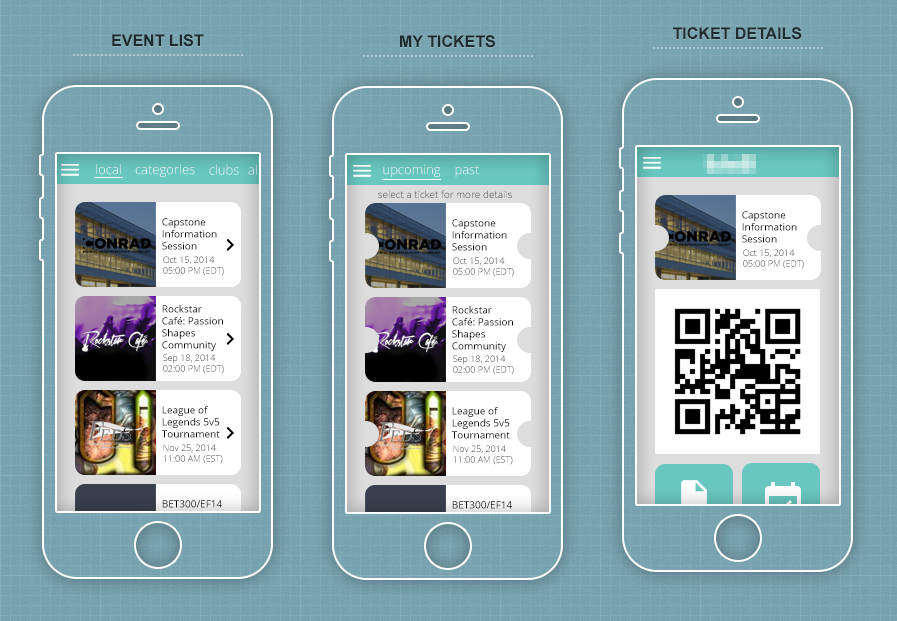 EVENT LIST
local categories clubs al
CONRAD
Capstone
Information
Session
Oct 15, 2014
05:00 PM (EDT)
Rockstar Café
Rockstar
Café: Passion
Shapes
Community
Sep 18, 2014
02:00 PM (EDT)
League of
Legends 5v5
Tournament
Nov 25, 2014
11:00 AM (EST)
BET300/EF14
MY TICKETS
upcoming past
select a ticket for more details
CONRAD
Capstone
Information
Session
Oct 15, 2014
05:00 PM (EDT)
Rockstar Café
Rockstar
Café: Passion
Shapes
Community
Sep 18, 2014
02:00 PM (EDT)
League of
Legends 5v5
Tournament
Nov 25, 2014
11:00 AM (EST)
BET300/EF14
TICKET DETAILS
CONRAD
Capstone
Information
Session
Oct 15, 2014
05:00 PM (EDT)